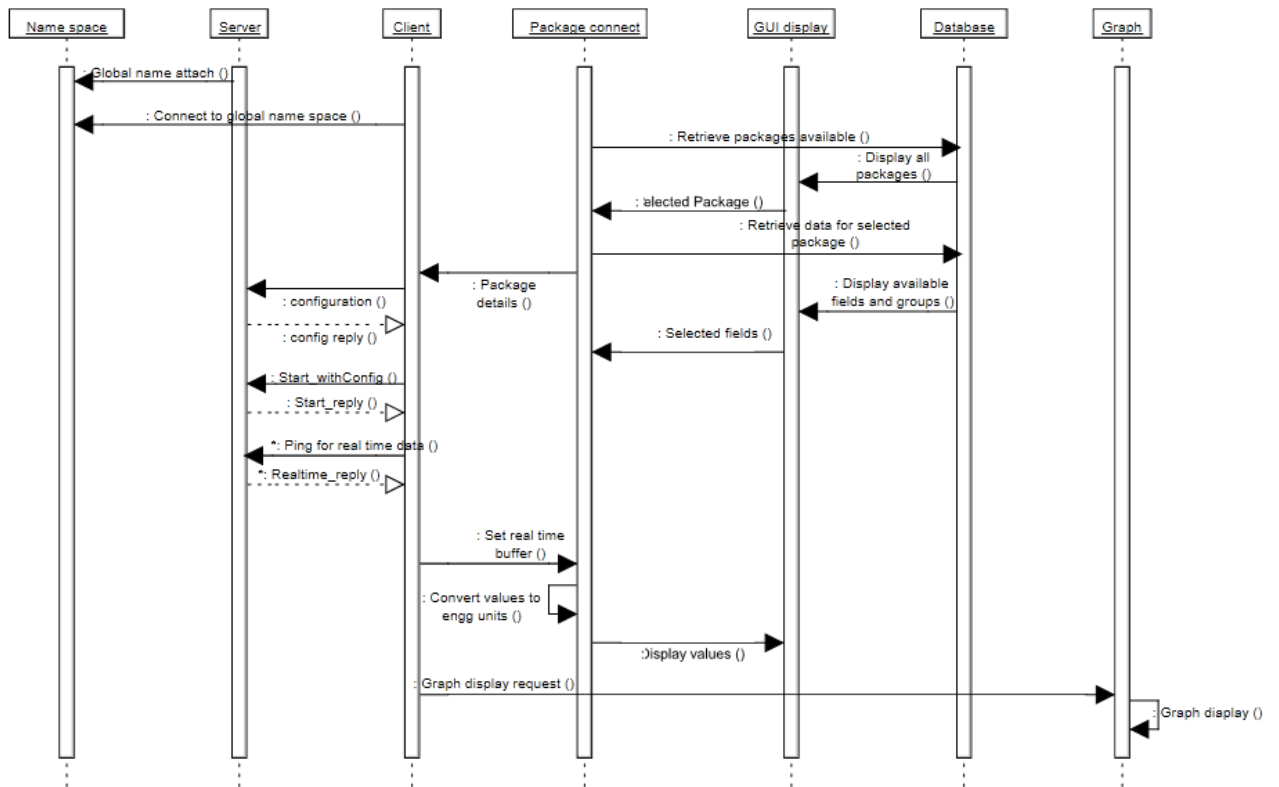 Name space
Server
Client
Package connect
GUI display
Database
Graph
: Global name attach ()
: Connect to global name space ()
: Retrieve packages available ()
: Display all
packages ()
: elected Package ()
: Retrieve data for selected
package ()
: Package
details ()
: configuration ()
: Display available
fields and groups ()
: config reply ()
: Selected fields ()
: Start_withConfig ()
: Start_reply ()
*: Ping for real time data ()
*: Realtime_reply ()
: Set real time
buffer ()
: Convert values to
engg units ()
:Display values ()
: Graph display request ()
: Graph display ()